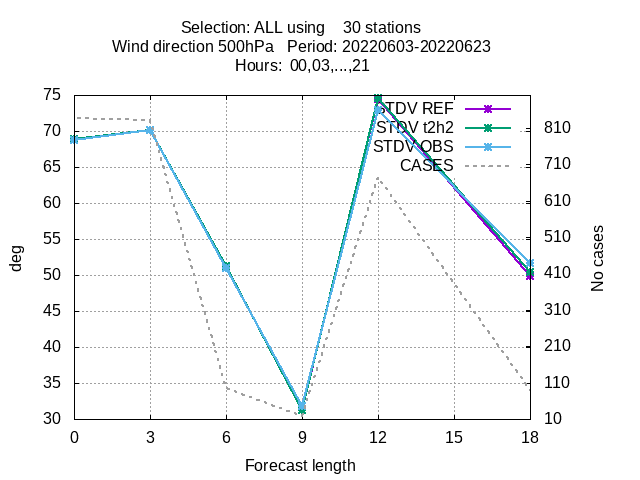 Selection: ALL using    30 stations
Wind direction 500hPa   Period: 20220603-20220623
Hours:  00,03,...,21
STDV REF
STDV t2h2
STDV OBS
CASES
75
70
65
60
55
50
45
40
35
30
810
710
610
510
410
310
210
110
10
deg
No cases
0 3 6 9 12 15 18
Forecast length